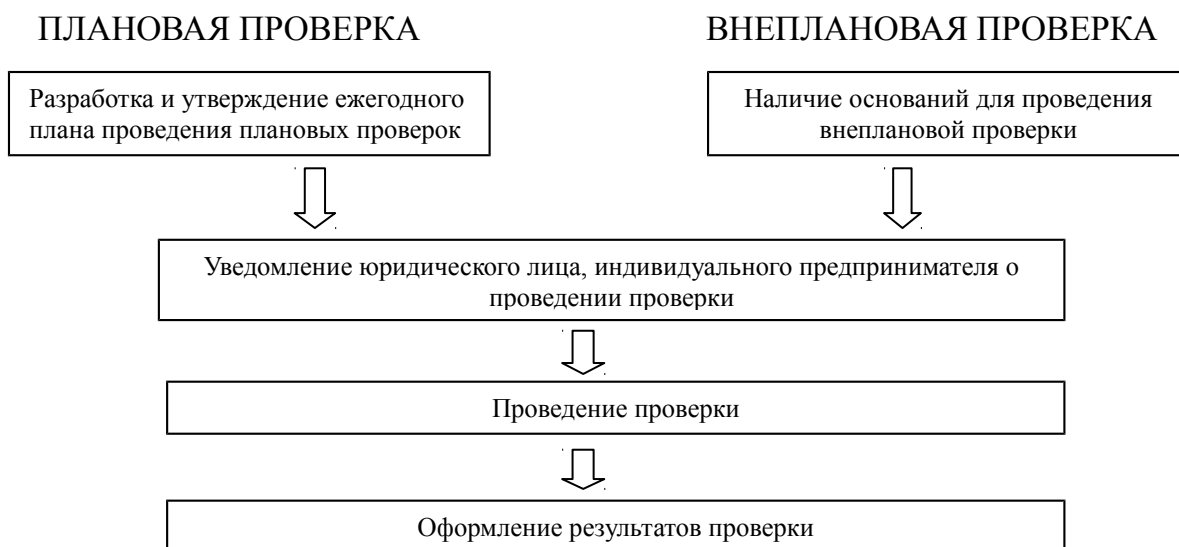 ПЛАНОВАЯ ПРОВЕРКА
ВНЕПЛАНОВАЯ ПРОВЕРКА
Разработка и утверждение ежегодного
плана проведения плановых проверок
Наличие оснований для проведения
внеплановой проверки
Уведомление юридического лица, индивидуального предпринимателя о
проведении проверки
Проведение проверки
Оформление результатов проверки